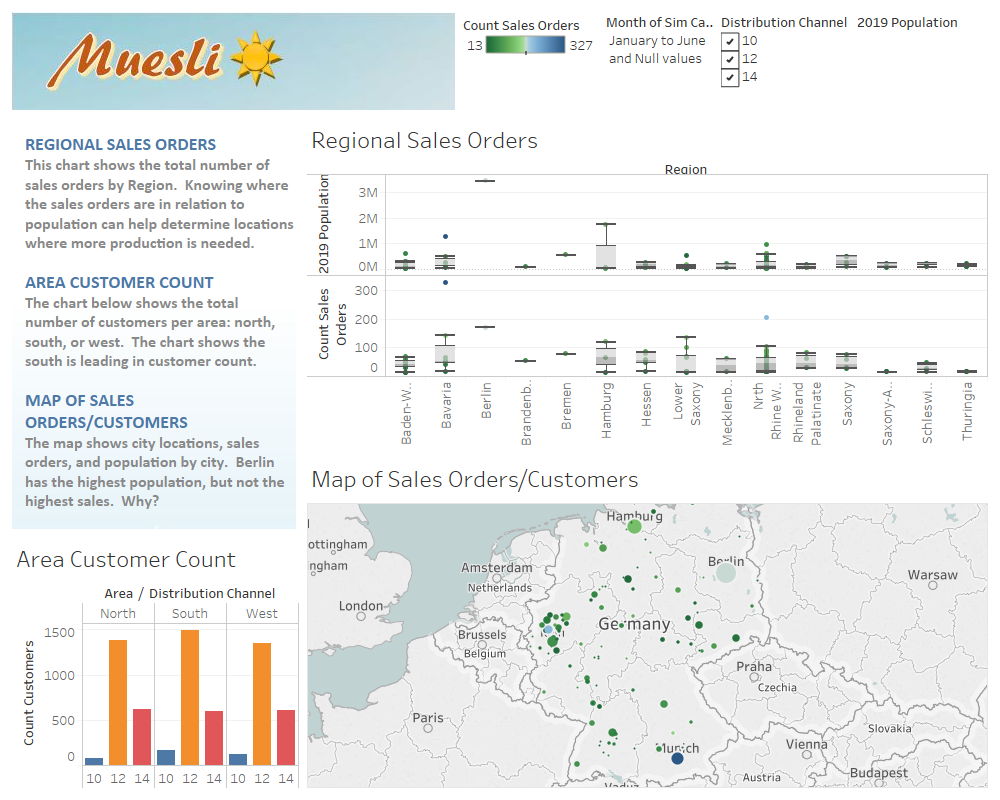 Muesli
Count Sales Orders
13 327
Month of Sim Ca..
January to June
and Null values
Distribution Channel
10
12
14
2019 Population
REGIONAL SALES ORDERS
This chart shows the total number of
sales orders by Region. Knowing where
the sales orders are in relation to
population can help determine locations
where more production is needed.
AREA CUSTOMER COUNT
The chart below shows the total
number of customers per area: north,
south, or west. The chart shows the
south is leading in customer count.
MAP OF SALES
ORDERS/CUSTOMERS
The map shows city locations, sales
orders, and population by city. Berlin
has the highest population, but not the
highest sales. Why?
Regional Sales Orders
Region
2019 Population
3M
2M
1M
0M
Count Sales
Orders
300
200
100
0
Baden-W..
Bavaria
Berlin
Brandenb..
Bremen
Hamburg
Hessen
Lower
Saxony
Mecklenb..
Nrth
Rhine W..
Rhineland
Palatinate
Saxony
Saxony-A..
Schleswi..
Thuringia
Area Customer Count
Area / Distribution Channel
North South West
Count Customers
1500
1000
500
0
10 12 14 10 12 14 10 12 14
Map of Sales Orders/Customers
Hamburg
ottingham
ngham
Amsterdam
Netherlands
Berlin
Warsaw
London
Germany
Brussels
Belgium
Praha
Czechia
Paris
Slovakia
Munich
Vienna
Austria
Budapest
Vaduz